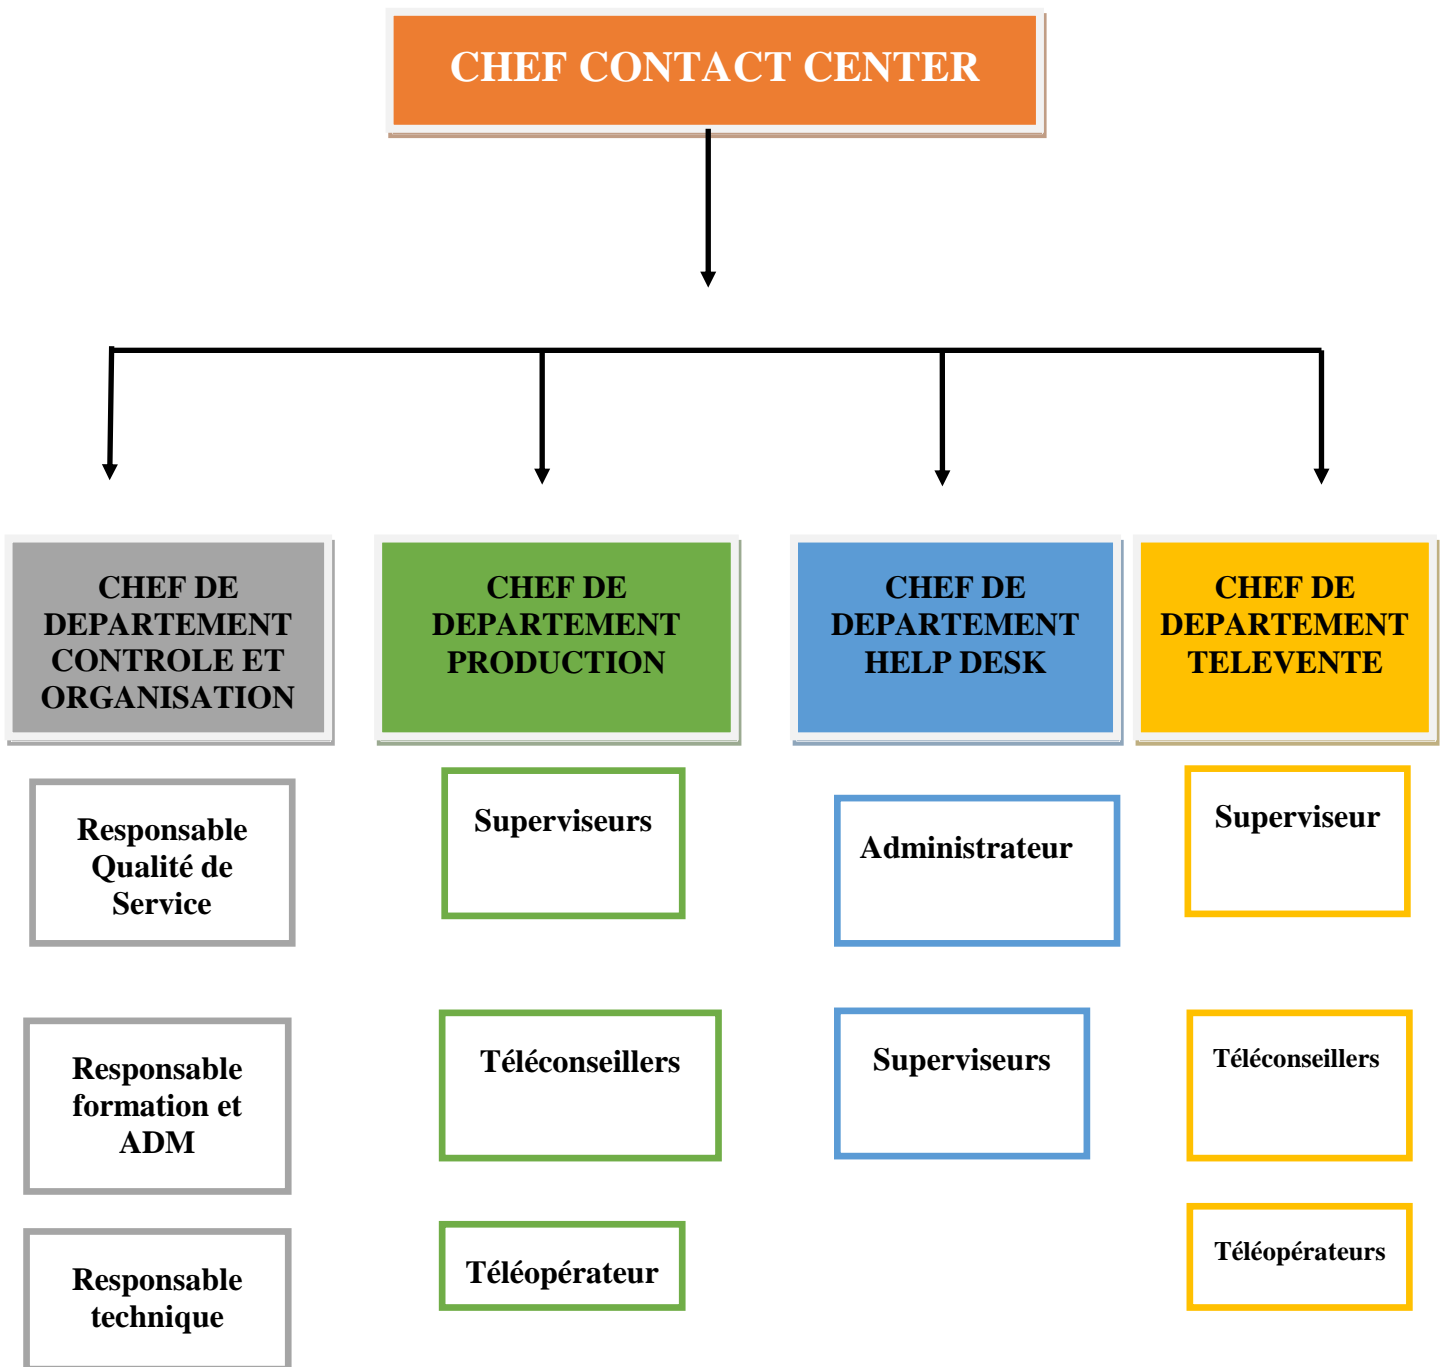 CHEF CONTACT CENTER
CHEF DE
DEPARTEMENT
CONTROLE ET
ORGANISATION
CHEF DE
DEPARTEMENT
PRODUCTION
CHEF DE
DEPARTEMENT
HELP DESK
CHEF DE
DEPARTEMENT
TELEVENTE
Responsable
Qualité de
Service
Superviseurs
Administrateur
Superviseur
Responsable
formation et
ADM
Téléconseillers
Superviseurs
Téléconseillers
Responsable
technique
Téléopérateur
Téléopérateurs